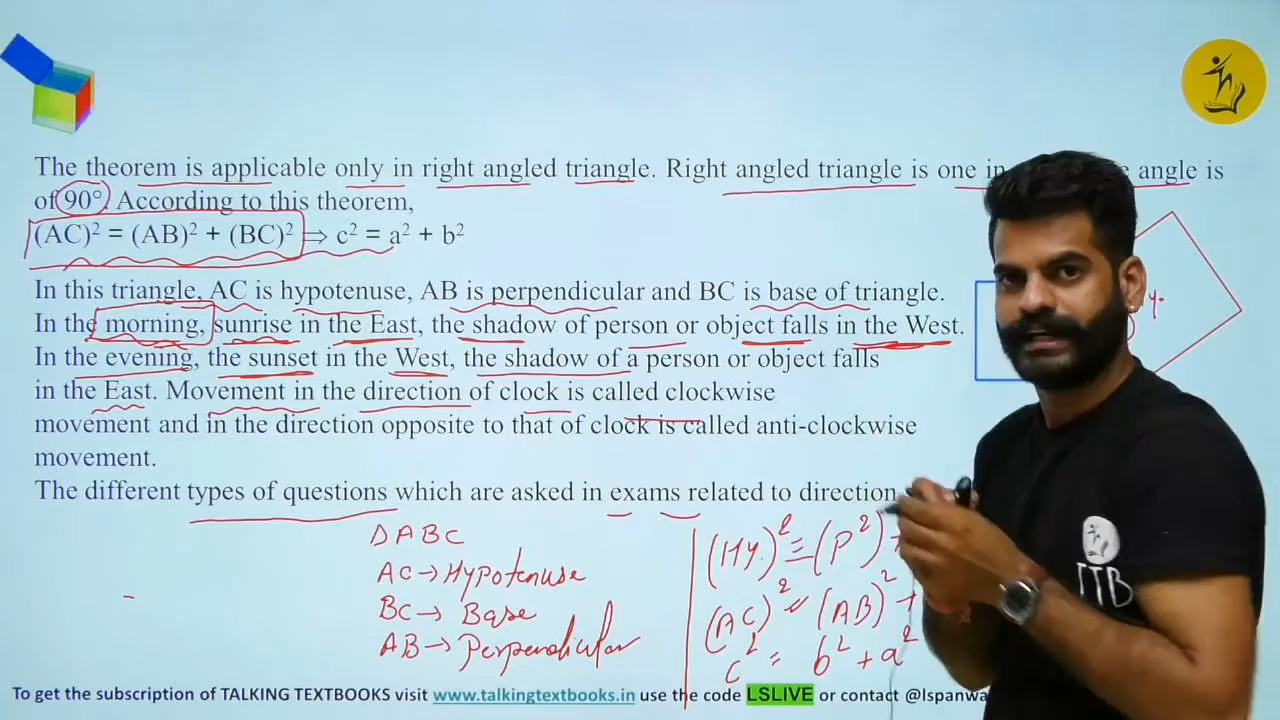 The theorem is applicable only in right angled triangle. Right angled triangle is one in angle is
of 90°. According to this theorem,
(AC)² = (AB)² + (BC)² ⇒ c² = a² + b²
In this triangle, AC is hypotenuse, AB is perpendicular and BC is base of triangle.
In the morning, sunrise in the East, the shadow of person or object falls in the West.
In the evening, the sunset in the West, the shadow of a person or object falls
in the East. Movement in the direction of clock is called clockwise
movement and in the direction opposite to that of clock is called anti-clockwise
movement.
The different types of questions which are asked in exams related to direction
△ABC
AC → Hypotenuse
BC → Base
AB → Perpendicular
(Hy.)² = (P²) +
(AC)² = (AB)² +
c² = b² + a²
TTB
To get the subscription of TALKING TEXTBOOKS visit www.talkingtextbooks.in use the code LSLIVE or contact @lspanwa